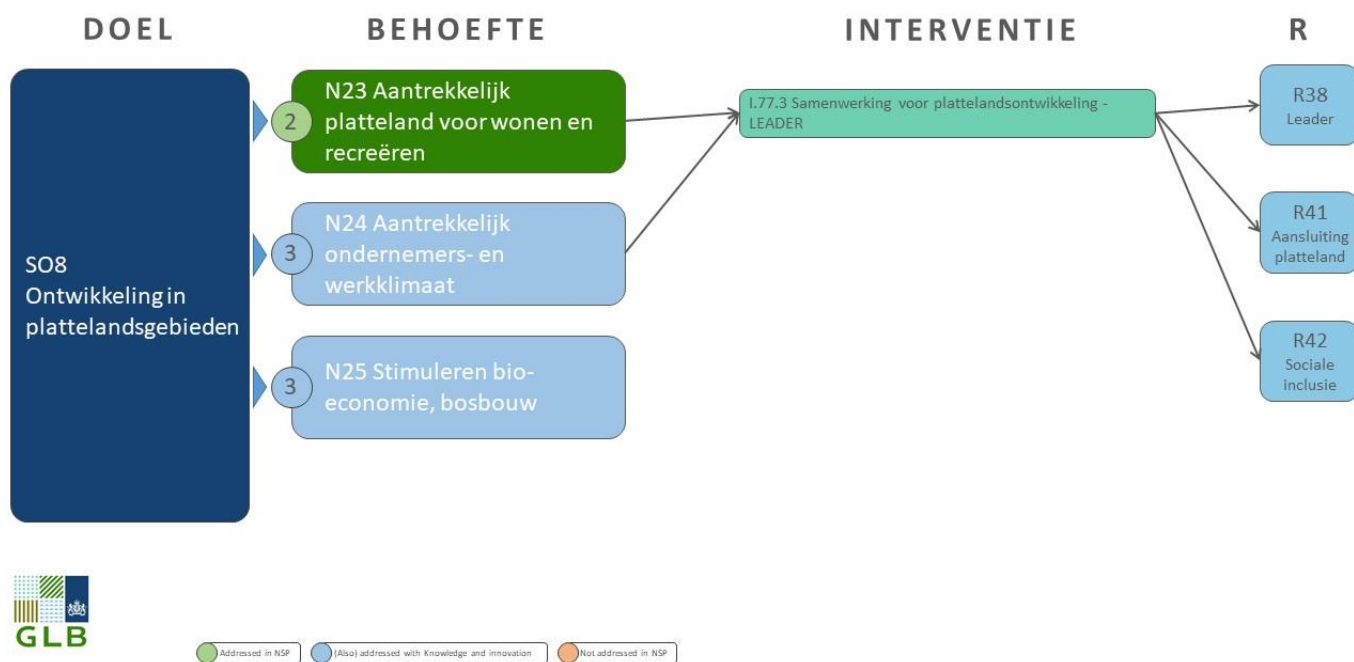 DOEL
BEHOEFTE
INTERVENTIE
R
SO8
Ontwikkeling in
plattelandsgebieden
2
N23 Aantrekkelijk
platteland voor wonen en
recreëren
3
N24 Aantrekkelijk
ondernemers- en
werkklimaat
3
N25 Stimuleren bio-
economie, bosbouw
I.77.3 Samenwerking voor plattelandsontwikkeling -
LEADER
R38
Leader
R41
Aansluiting
platteland
R42
Sociale
inclusie
GLB
Addressed in NSP
(Also) addressed with Knowledge and innovation
Not addressed in NSP